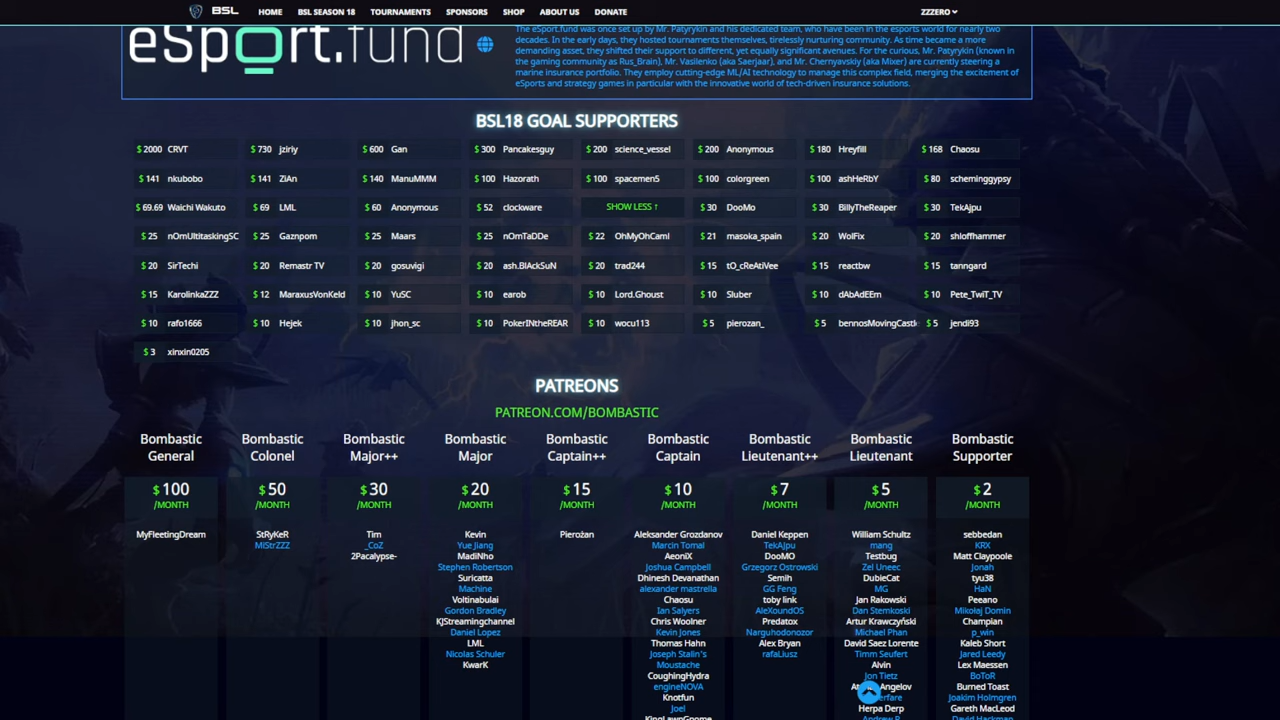 BSL
HOME
BSL SEASON 18
TOURNAMENTS
SPONSORS
SHOP
ABOUT US
DONATE
ZZZERO
eSport.fund
The eSport.fund was once set up by Mr. Patyrykin and his dedicated team, who have been in the esports world for nearly two
decades. In the early days, they hosted tournaments themselves, tirelessly nurturing community. As time became a more
demanding asset, they shifted their support to different, yet equally significant avenues. For the curious, Mr. Patyrykin (known in
the gaming community as Rus_Brain), Mr. Vasilenko (aka Saerjaar), and Mr. Chernyavskiy (aka Mixer) are currently steering a
marine insurance portfolio. They employ cutting-edge ML/AI technology to manage this complex field, merging the excitement of
eSports and strategy games in particular with the innovative world of tech-driven insurance solutions.
BSL18 GOAL SUPPORTERS
$ 2000 CRVT $ 730 jzirly $ 600 Gan $ 300 Pancakesguy $ 200 science_vessel $ 200 Anonymous $ 180 Hreyfill $ 168 Chaosu
$ 141 nkubobo $ 141 ZiAn $ 140 ManuMMM $ 100 Hazorath $ 100 spacemen5 $ 100 colorgreen $ 100 ashHeRbY $ 80 scheminggypsy
$ 69.69 Waichi Wakuto $ 69 LML $ 60 Anonymous $ 52 clockware SHOW LESS ↑ $ 30 DooMo $ 30 BillyTheReaper $ 30 TekAjpu
$ 25 nOmUltitaskingSC $ 25 Gaznpom $ 25 Maars $ 25 nOmTaDDe $ 22 OhMyOhCaml $ 21 masoka_spain $ 20 WolFix $ 20 shloffhammer
$ 20 SirTechi $ 20 Remastr TV $ 20 gosuvigi $ 20 ash.BlAckSuN $ 20 trad244 $ 15 tO_cReAtiVee $ 15 reactbw $ 15 tanngard
$ 15 KarolinkaZZZ $ 12 MaraxusVonKeld $ 10 YuSC $ 10 earob $ 10 Lord.Ghoust $ 10 Sluber $ 10 dAbAdEEm $ 10 Pete_TwiT_TV
$ 10 rafo1666 $ 10 Hejek $ 10 jhon_sc $ 10 PokerINtheREAR $ 10 wocu113 $ 5 pierozan_ $ 5 bennosMovingCastl $ 5 jendi93
$ 3 xinxin0205
PATREONS
PATREON.COM/BOMBASTIC
Bombastic
General
$ 100
/MONTH
MyFleetingDream
Bombastic
Colonel
$ 50
/MONTH
StRyKeR
MiStrZZZ
Bombastic
Major++
$ 30
/MONTH
Tim
_CoZ
2Pacalypse-
Bombastic
Major
$ 20
/MONTH
Kevin
Yue Jiang
MadiNho
Stephen Robertson
Suricatta
Machine
Voltinabulai
Gordon Bradley
KJStreamingchannel
Daniel Lopez
LML
Nicolas Schuler
KwarK
Bombastic
Captain++
$ 15
/MONTH
Pierożan
Bombastic
Captain
$ 10
/MONTH
Aleksander Grozdanov
Marcin Tomal
AeoniX
Joshua Campbell
Dhinesh Devanathan
alexander mastrella
Chaosu
Ian Salyers
Chris Woolner
Kevin Jones
Thomas Hahn
Joseph Stalin's
Moustache
CoughingHydra
engineNOVA
Knotfun
Joel
KingLawnGnome
Bombastic
Lieutenant++
$ 7
/MONTH
Daniel Keppen
TekAJpu
DooMO
Grzegorz Ostrowski
Semih
GG Feng
toby link
AleXoundOS
Predatox
Narguhodonozor
Alex Bryan
rafaLiusz
Bombastic
Lieutenant
$ 5
/MONTH
William Schultz
mang
Testbug
Zel Uneec
DubieCat
MG
Jan Rakowski
Dan Stemkoski
Artur Krawczyński
Michael Phan
David Saez Lorente
Timm Seufert
Alvin
Jon Tietz
Angelov
Herpa Derp
Andrew R
Bombastic
Supporter
$ 2
/MONTH
sebbedan
KRX
Matt Claypoole
Jonah
tyu38
HaN
Peeano
Mikołaj Domin
Champian
p_win
Kaleb Short
Jared Leedy
Lex Maessen
BoToR
Burned Toast
Joakim Holmgren
Gareth MacLeod
David Hackman